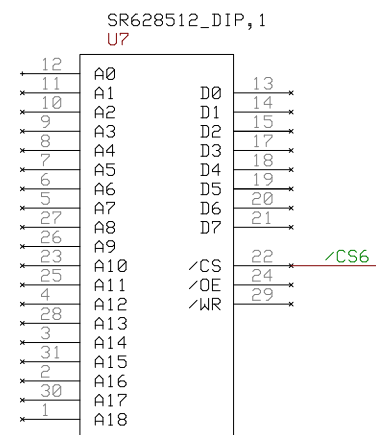 SR628512_DIP,1
U7
12 A0
11 A1 D0 13
10 A2 D1 14
9 A3 D2 15
8 A4 D3 17
7 A5 D4 18
6 A6 D5 19
5 A7 D6 20
27 A8 D7 21
26 A9
23 A10 /CS 22 /CS6
25 A11 /OE 24
4 A12 /WR 29
28 A13
3 A14
31 A15
2 A16
30 A17
1 A18